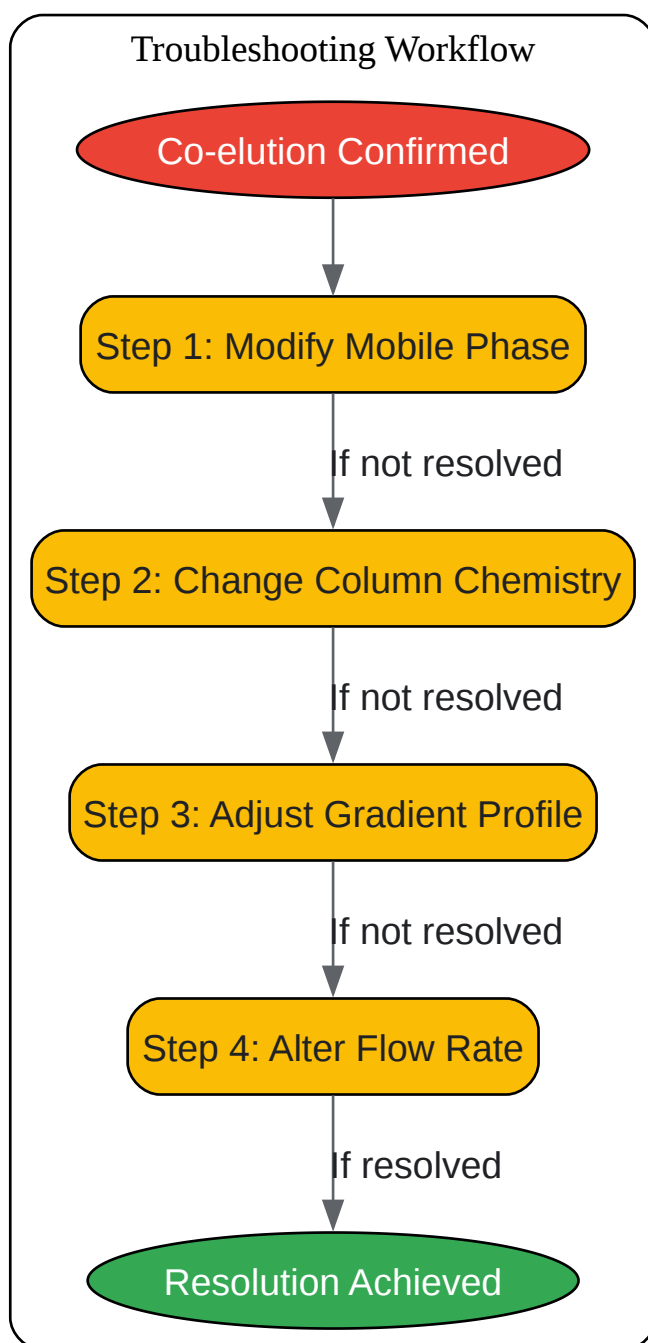 Troubleshooting Workflow
Co-elution Confirmed
Step 1: Modify Mobile Phase
If not resolved
Step 2: Change Column Chemistry
If not resolved
Step 3: Adjust Gradient Profile
If not resolved
Step 4: Alter Flow Rate
If resolved
Resolution Achieved